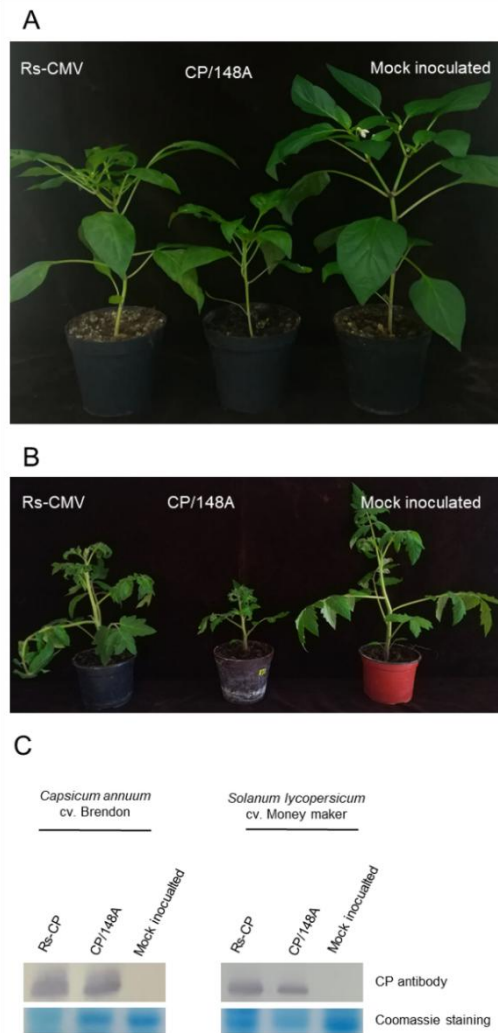 A
Rs-CMV CP/148A Mock inoculated
B
Rs-CMV CP/148A Mock inoculated
C
Capsicum annuum
cv. Brendon
Solanum lycopersicum
cv. Money maker
Rs-CP CP/148A Mock inocualted
Rs-CP CP/148A Mock inoculated
CP antibody
Coomassie staining